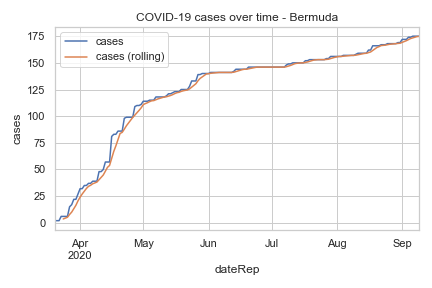 COVID-19 cases over time - Bermuda
cases
cases (rolling)
175
150
125
100
75
50
25
0
cases
Apr
2020
May
Jun
Jul
Aug
Sep
dateRep